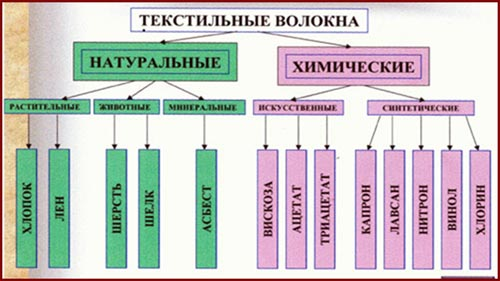 ТЕКСТИЛЬНЫЕ ВОЛОКНА
НАТУРАЛЬНЫЕ
ХИМИЧЕСКИЕ
РАСТИТЕЛЬНЫЕ
ЖИВОТНЫЕ
МИНЕРАЛЬНЫЕ
ИСКУССТВЕННЫЕ
СИНТЕТИЧЕСКИЕ
ХЛОПОК
ЛЕН
ШЕРСТЬ
ШЕЛК
АСБЕСТ
ВИСКОЗА
АЦЕТАТ
ТРИАЦЕТАТ
КАПРОН
ЛАВСАН
НИТРОН
ВИНОЛ
ХЛОРИН